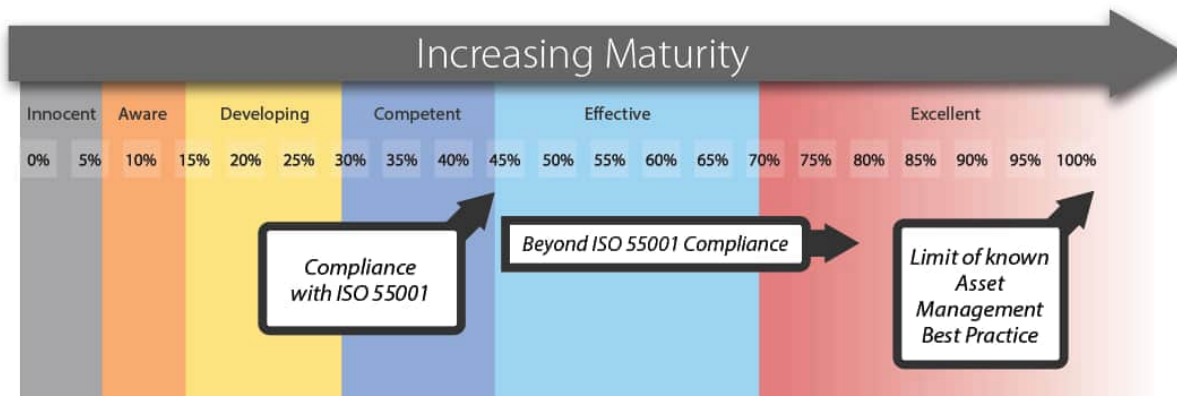 Increasing Maturity
Innocent Aware Developing Competent Effective Excellent
0% 5% 10% 15% 20% 25% 30% 35% 40% 45% 50% 55% 60% 65% 70% 75% 80% 85% 90% 95% 100%
Compliance
with ISO 55001
Beyond ISO 55001 Compliance
Limit of known
Asset
Management
Best Practice